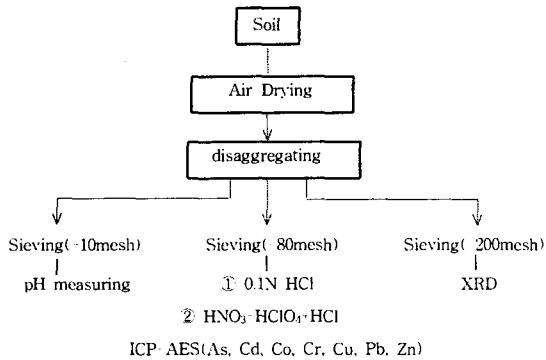 Soil
Air Drying
disaggregating
Sieving(-10mesh) Sieving(-80mesh) Sieving(-200mesh)
pH measuring ① 0.1N HCl XRD
② HNO₃-HClO₄-HCl
ICP-AES(As, Cd, Co, Cr, Cu, Pb, Zn)